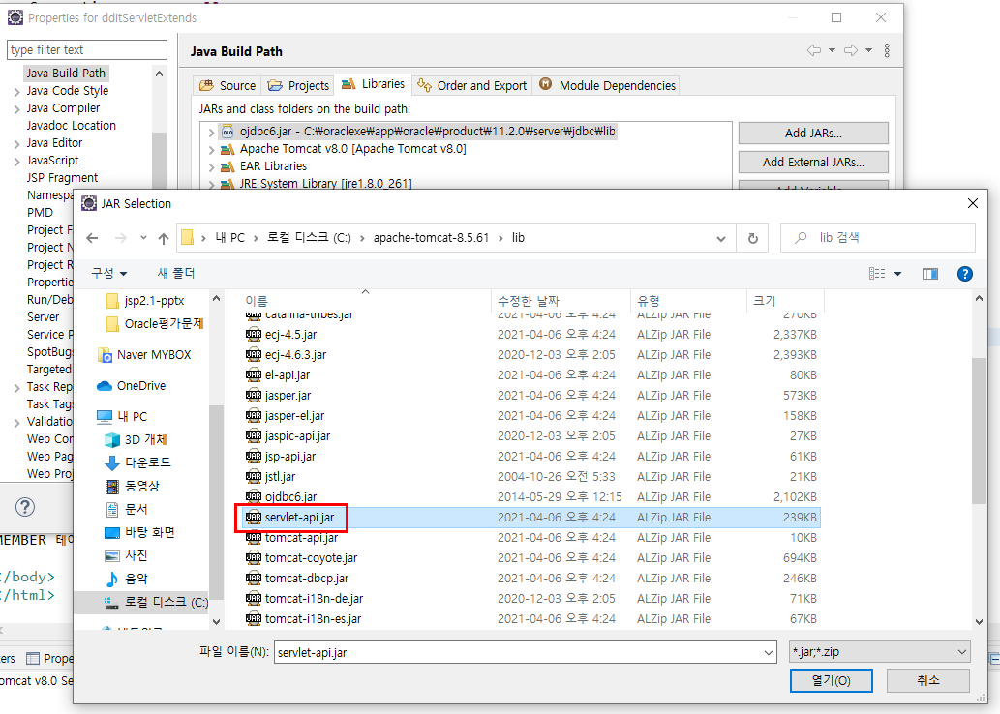 Properties for dditServletExtends
type filter text
Java Build Path
Java Code Style
Java Compiler
Javadoc Location
Java Editor
JavaScript
JSP Fragment
PMD
Server
Java Build Path
Source
Projects
Libraries
Order and Export
Module Dependencies
JARs and class folders on the build path:
ojdbc6.jar - C:₩oraclexe₩app₩oracle₩product₩11.2.0₩server₩jdbc₩lib
Apache Tomcat v8.0 [Apache Tomcat v8.0]
EAR Libraries
JRE System Library [jre1.8.0_261]
Add JARs...
Add External JARs...
Project F
Project N
Project R
Run/Deb
Service P
SpotBug
Targeted
Task Rep
Task Tag
Validatio
Web Con
Web Pag
Web Proj
MEMBER 테이
</body>
</html>
ers
Prope
omcat v8.0 Se
JAR Selection
내 PC › 로컬 디스크 (C:) › apache-tomcat-8.5.61 › lib
lib 검색
구성
새 폴더
jsp2.1-pptx
Oracle평가문제
Naver MYBOX
OneDrive
내 PC
3D 개체
다운로드
동영상
문서
바탕 화면
사진
음악
로컬 디스크 (C:)
이름 수정한 날짜 유형 크기
catalina-tribes.jar 2021-04-06 오후 4:24 ALZip JAR File 270KB
ecj-4.5.jar 2021-04-06 오후 4:24 ALZip JAR File 2,337KB
ecj-4.6.3.jar 2020-12-03 오후 2:05 ALZip JAR File 2,393KB
el-api.jar 2021-04-06 오후 4:24 ALZip JAR File 80KB
jasper.jar 2021-04-06 오후 4:24 ALZip JAR File 573KB
jasper-el.jar 2021-04-06 오후 4:24 ALZip JAR File 158KB
jaspic-api.jar 2020-12-03 오후 2:05 ALZip JAR File 27KB
jsp-api.jar 2021-04-06 오후 4:24 ALZip JAR File 61KB
jstl.jar 2004-10-26 오전 5:33 ALZip JAR File 21KB
ojdbc6.jar 2014-05-29 오후 12:15 ALZip JAR File 2,102KB
servlet-api.jar 2021-04-06 오후 4:24 ALZip JAR File 239KB
tomcat-api.jar 2021-04-06 오후 4:24 ALZip JAR File 10KB
tomcat-coyote.jar 2021-04-06 오후 4:24 ALZip JAR File 694KB
tomcat-dbcp.jar 2021-04-06 오후 4:24 ALZip JAR File 246KB
tomcat-i18n-de.jar 2020-12-03 오후 2:05 ALZip JAR File 71KB
tomcat-i18n-es.jar 2021-04-06 오후 4:24 ALZip JAR File 67KB
파일 이름(N):
servlet-api.jar
*.jar;*.zip
열기(O)
취소